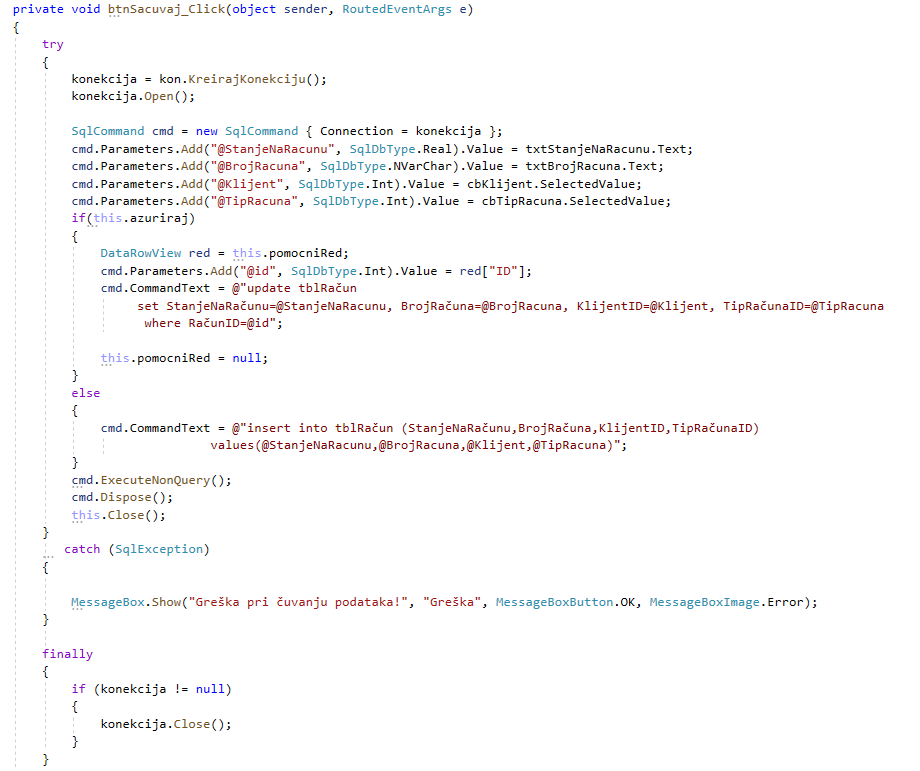 private void btnSacuvaj_Click(object sender, RoutedEventArgs e)
{
try
{
konekcija = kon.KreirajKonekciju();
konekcija.Open();
SqlCommand cmd = new SqlCommand { Connection = konekcija };
cmd.Parameters.Add("@StanjeNaRacunu", SqlDbType.Real).Value = txtStanjeNaRacunu.Text;
cmd.Parameters.Add("@BrojRacuna", SqlDbType.NVarChar).Value = txtBrojRacuna.Text;
cmd.Parameters.Add("@Klijent", SqlDbType.Int).Value = cbKlijent.SelectedValue;
cmd.Parameters.Add("@TipRacuna", SqlDbType.Int).Value = cbTipRacuna.SelectedValue;
if(this.azuriraj)
{
DataRowView red = this.pomocniRed;
cmd.Parameters.Add("@id", SqlDbType.Int).Value = red["ID"];
cmd.CommandText = @"update tblRačun
set StanjeNaRačunu=@StanjeNaRacunu, BrojRačuna=@BrojRacuna, KlijentID=@Klijent, TipRačunaID=@TipRacuna
where RačunID=@id";
this.pomocniRed = null;
}
else
{
cmd.CommandText = @"insert into tblRačun (StanjeNaRačunu,BrojRačuna,KlijentID,TipRačunaID)
values(@StanjeNaRacunu,@BrojRacuna,@Klijent,@TipRacuna)";
}
cmd.ExecuteNonQuery();
cmd.Dispose();
this.Close();
}
catch (SqlException)
{
MessageBox.Show("Greška pri čuvanju podataka!", "Greška", MessageBoxButton.OK, MessageBoxImage.Error);
}
finally
{
if (konekcija != null)
{
konekcija.Close();
}
}